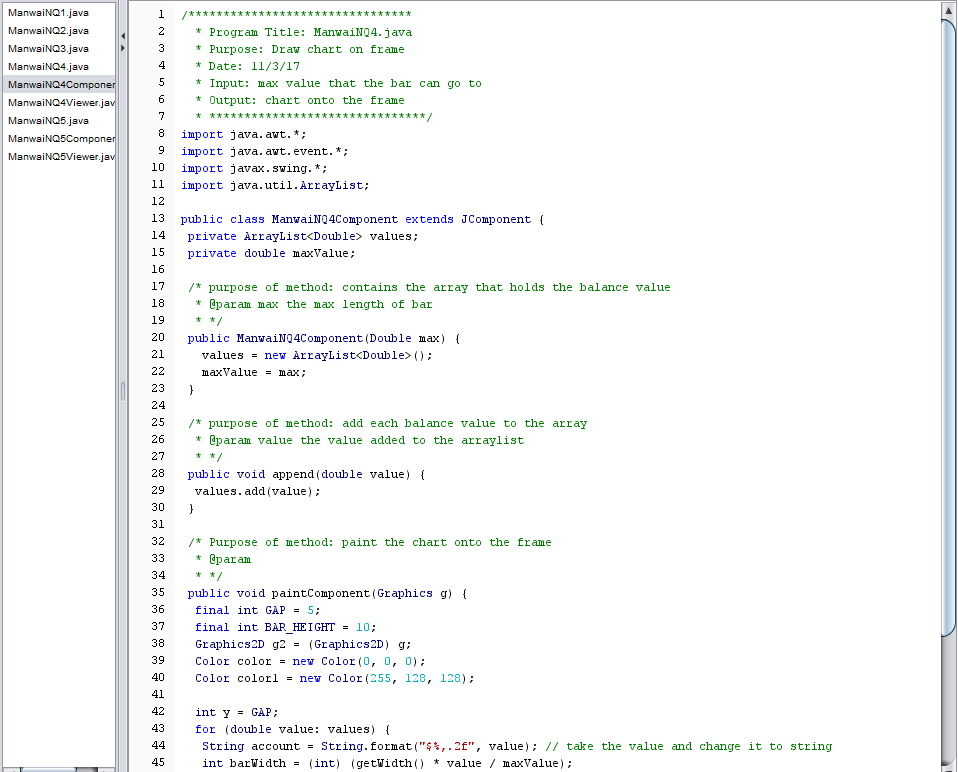 ManwaiNQ1.java
ManwaiNQ2.java
ManwaiNQ3.java
ManwaiNQ4.java
ManwaiNQ4Componer
ManwaiNQ4Viewer.jav
ManwaiNQ5.java
ManwaiNQ5Componer
ManwaiNQ5Viewer.jav
1 /********************************
2 * Program Title: ManwaiNQ4.java
3 * Purpose: Draw chart on frame
4 * Date: 11/3/17
5 * Input: max value that the bar can go to
6 * Output: chart onto the frame
7 * *******************************/
8 import java.awt.*;
9 import java.awt.event.*;
10 import javax.swing.*;
11 import java.util.ArrayList;
12
13 public class ManwaiNQ4Component extends JComponent {
14 private ArrayList<Double> values;
15 private double maxValue;
16
17 /* purpose of method: contains the array that holds the balance value
18 * @param max the max length of bar
19 * */
20 public ManwaiNQ4Component(Double max) {
21 values = new ArrayList<Double>();
22 maxValue = max;
23 }
24
25 /* purpose of method: add each balance value to the array
26 * @param value the value added to the arraylist
27 * */
28 public void append(double value) {
29 values.add(value);
30 }
31
32 /* Purpose of method: paint the chart onto the frame
33 * @param
34 * */
35 public void paintComponent(Graphics g) {
36 final int GAP = 5;
37 final int BAR_HEIGHT = 10;
38 Graphics2D g2 = (Graphics2D) g;
39 Color color = new Color(0, 0, 0);
40 Color color1 = new Color(255, 128, 128);
41
42 int y = GAP;
43 for (double value: values) {
44 String account = String.format("$%,.2f", value); // take the value and change it to string
45 int barWidth = (int) (getWidth() * value / maxValue);